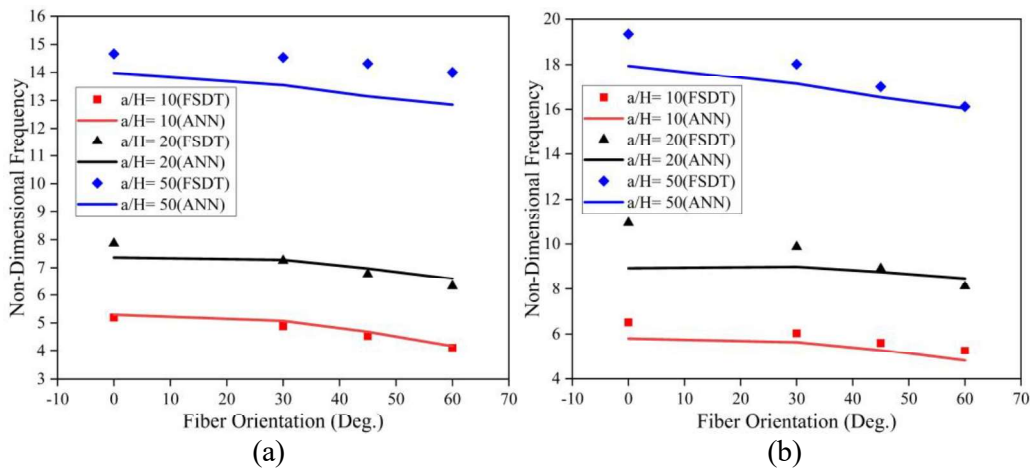 16
15
14
13
12
11
10
9
8
7
6
5
4
3
Non-Dimensional Frequency
a/H= 10(FSDT)
a/H= 10(ANN)
a/H= 20(FSDT)
a/H= 20(ANN)
a/H= 50(FSDT)
a/H= 50(ANN)
-10 0 10 20 30 40 50 60 70
Fiber Orientation (Deg.)
(a)
20
18
16
14
12
10
8
6
4
Non-Dimensional Frequency
a/H= 10(FSDT)
a/H= 10(ANN)
a/H= 20(FSDT)
a/H= 20(ANN)
a/H= 50(FSDT)
a/H= 50(ANN)
-10 0 10 20 30 40 50 60 70
Fiber Orientation (Deg.)
(b)